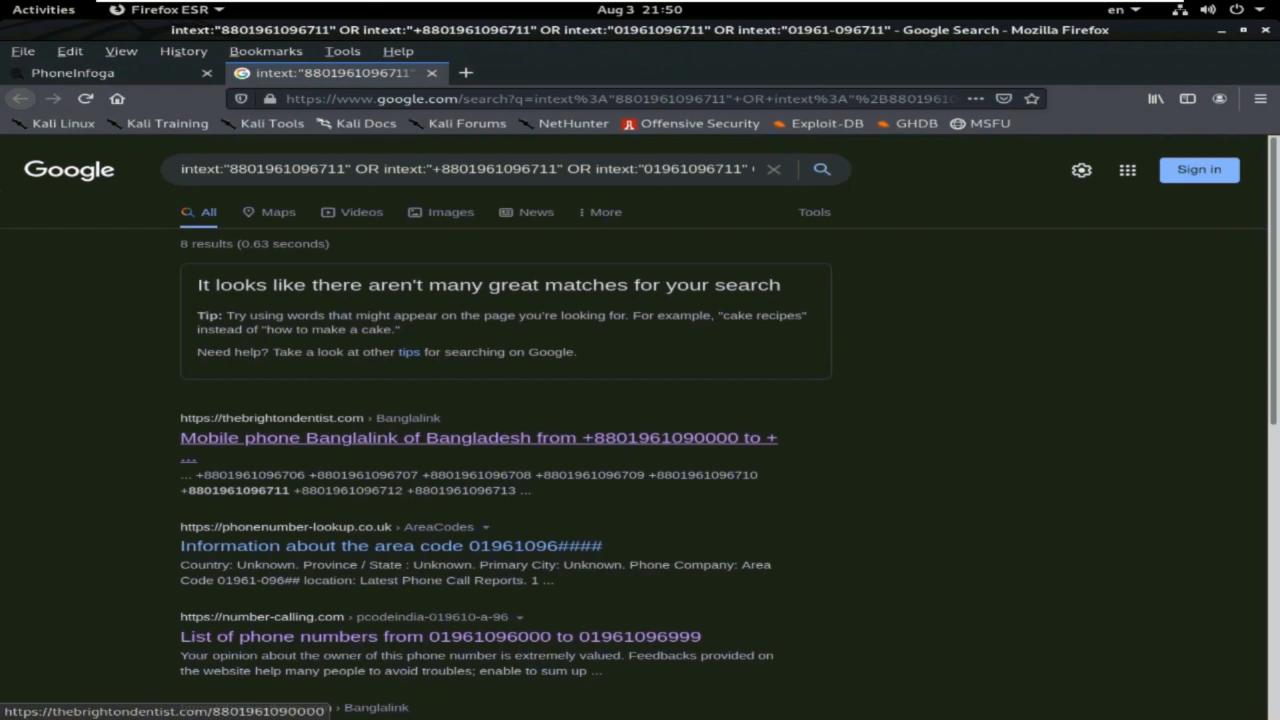 Activities Firefox ESR Aug 3 21:50 en
intext:"8801961096711" OR intext:"+8801961096711" OR intext:"01961096711" OR intext:"01961-096711" - Google Search - Mozilla Firefox
File Edit View History Bookmarks Tools Help
PhoneInfoga × intext:"8801961096711" × +
https://www.google.com/search?q=intext%3A"8801961096711"+OR+intext%3A"%2B88019610
Kali Linux Kali Training Kali Tools Kali Docs Kali Forums NetHunter Offensive Security Exploit-DB GHDB MSFU
Google intext:"8801961096711" OR intext:"+8801961096711" OR intext:"01961096711" Sign in
All Maps Videos Images News More Tools
8 results (0.63 seconds)
It looks like there aren't many great matches for your search
Tip: Try using words that might appear on the page you're looking for. For example, "cake recipes"
instead of "how to make a cake."
Need help? Take a look at other tips for searching on Google.
https://thebrightondentist.com › Banglalink
Mobile phone Banglalink of Bangladesh from +8801961090000 to +
...
... +8801961096706 +8801961096707 +8801961096708 +8801961096709 +8801961096710
+8801961096711 +8801961096712 +8801961096713 ...
https://phonenumber-lookup.co.uk › AreaCodes
Information about the area code 01961096####
Country: Unknown. Province / State : Unknown. Primary City: Unknown. Phone Company: Area
Code 01961-096## location: Latest Phone Call Reports. 1 ...
https://number-calling.com › pcodeindia-019610-a-96
List of phone numbers from 01961096000 to 01961096999
Your opinion about the owner of this phone number is extremely valued. Feedbacks provided on
the website help many people to avoid troubles; enable to sum up ...
https://thebrightondentist.com/8801961090000 › Banglalink